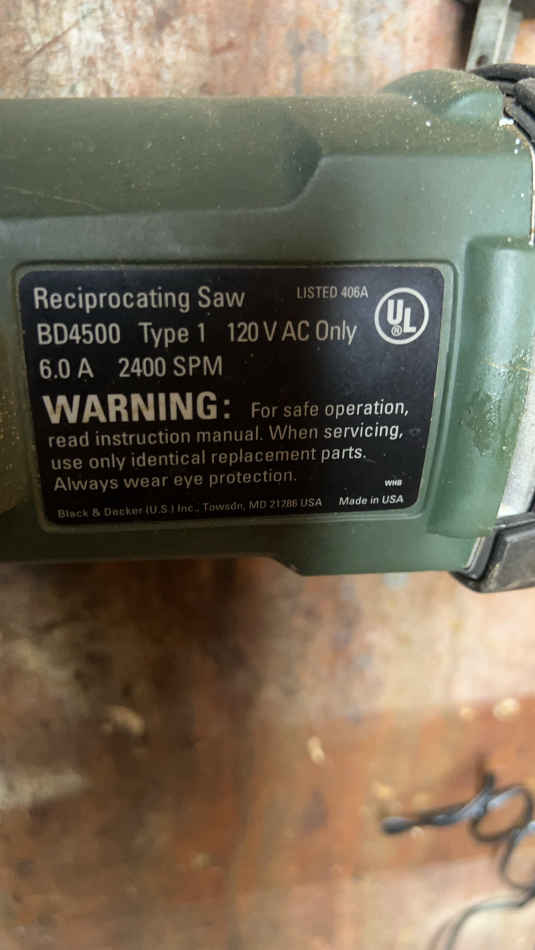 Reciprocating Saw LISTED 406A
UL ®
BD4500 Type 1 120 V AC Only
6.0 A 2400 SPM
WARNING: For safe operation,
read instruction manual. When servicing,
use only identical replacement parts.
Always wear eye protection.
WHB
Black & Decker (U.S.) Inc., Towson, MD 21286 USA Made in USA